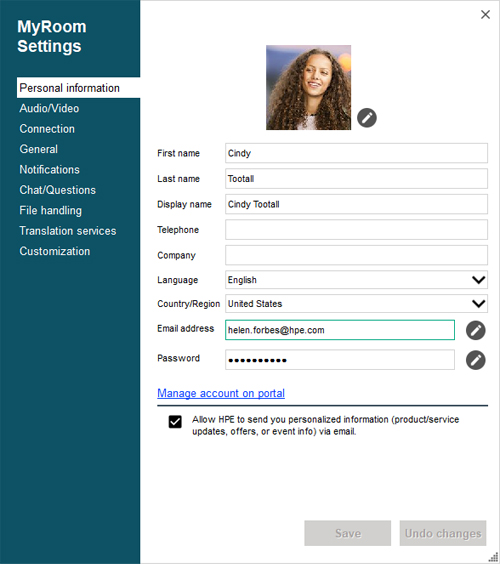 MyRoom
Settings
Personal information
Audio/Video
Connection
General
Notifications
Chat/Questions
File handling
Translation services
Customization
First name Cindy
Last name Tootall
Display name Cindy Tootall
Telephone
Company
Language English
Country/Region United States
Email address helen.forbes@hpe.com
Password ••••••••••
Manage account on portal
Allow HPE to send you personalized information (product/service
updates, offers, or event info) via email.
Save Undo changes